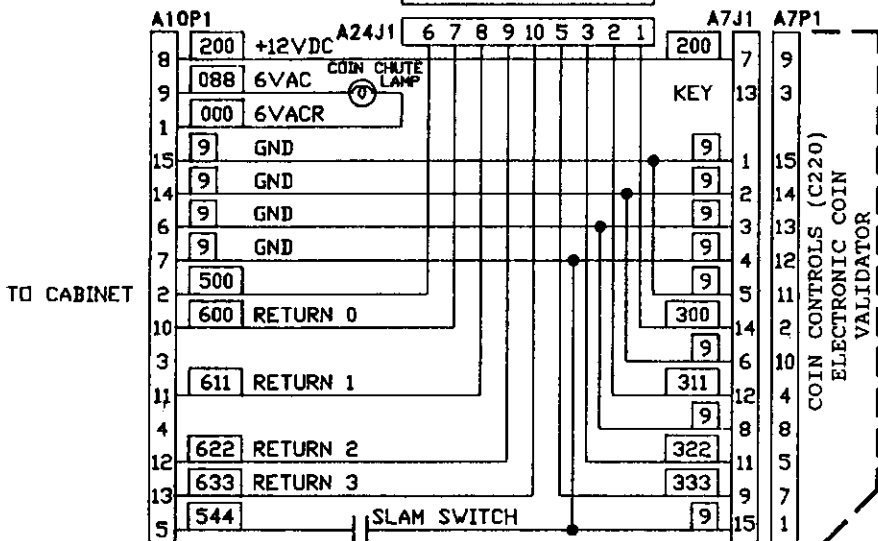 A10P1 A24J1 6 7 8 9 10 5 3 2 1 A7J1 A7P1
8 200 +12VDC 200 7 9
9 088 6VAC COIN CHUTE LAMP KEY 13 3
1 000 6VACR
15 9 GND 9 1 15
14 9 GND 9 2 14
6 9 GND 9 3 13
7 9 GND 9 4 12
TO CABINET
2 500 9 5 11
10 600 RETURN 0 300 14 2
3 9 6 10
11 611 RETURN 1 311 12 4
4 9 8 8
12 622 RETURN 2 322 11 5
13 633 RETURN 3 333 9 7
5 544 SLAM SWITCH 9 15 1
COIN CONTROLS (C220)
ELECTRONIC COIN
VALIDATOR